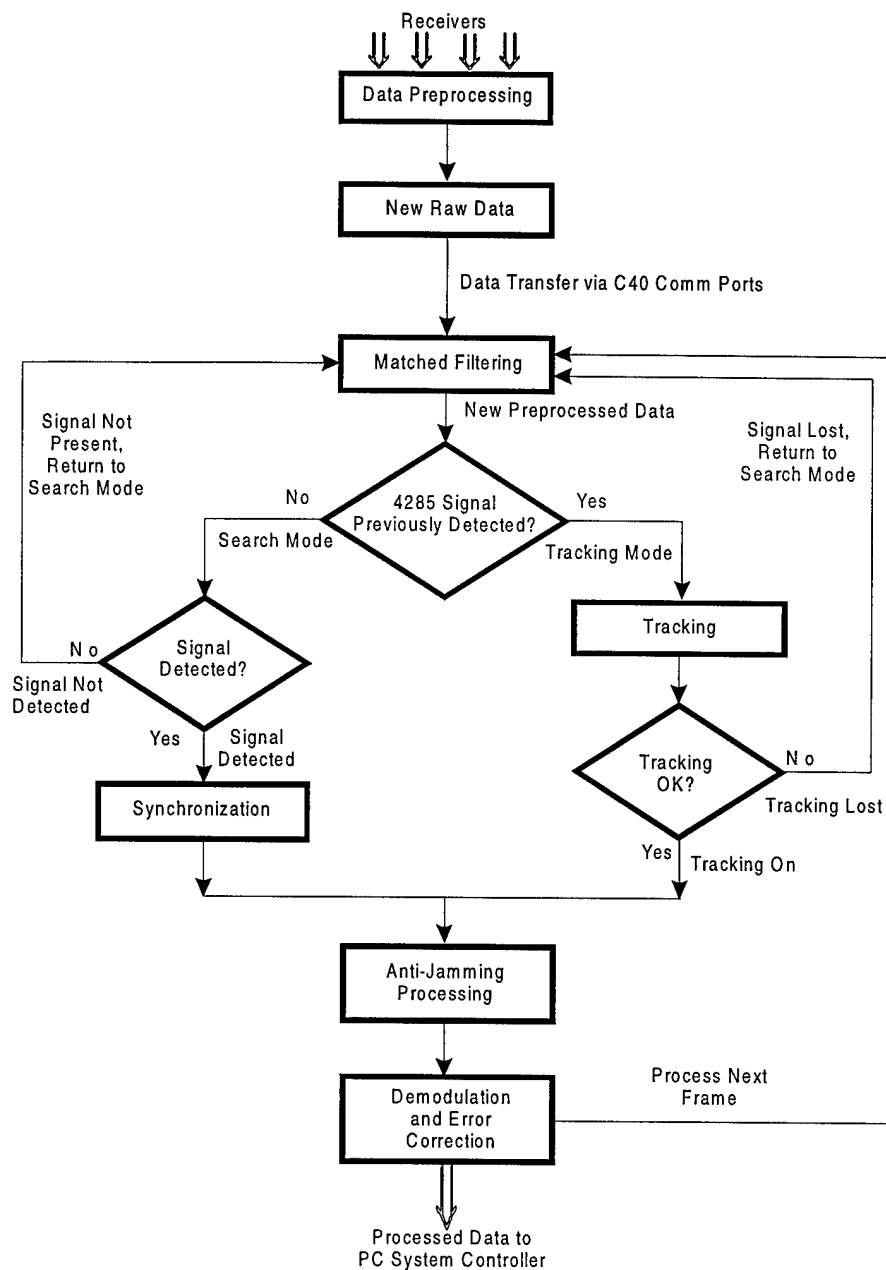 Receivers
Data Preprocessing
New Raw Data
Data Transfer via C40 Comm Ports
Matched Filtering
New Preprocessed Data
Signal Not
Present,
Return to
Search Mode
Signal Lost,
Return to
Search Mode
No
4285 Signal
Previously Detected?
Yes
Search Mode
Tracking Mode
Tracking
No
Signal
Detected?
Signal Not
Detected
Yes
Signal
Detected
Tracking
OK?
No
Tracking Lost
Synchronization
Yes
Tracking On
Anti-Jamming
Processing
Demodulation
and Error
Correction
Process Next
Frame
Processed Data to
PC System Controller